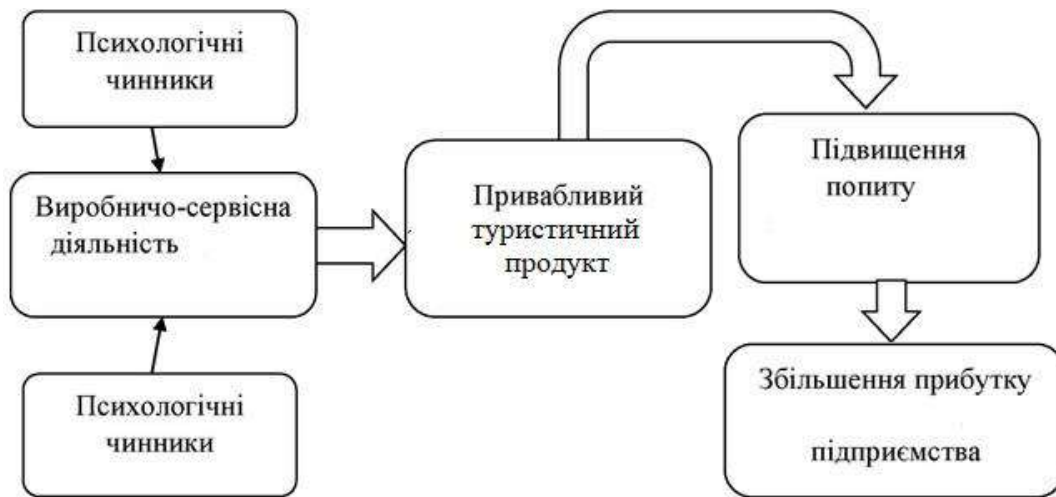 Психологічні
чинники
Виробничо-сервісна
діяльність
Психологічні
чинники
Привабливий
туристичний
продукт
Підвищення
попиту
Збільшення прибутку
підприємства